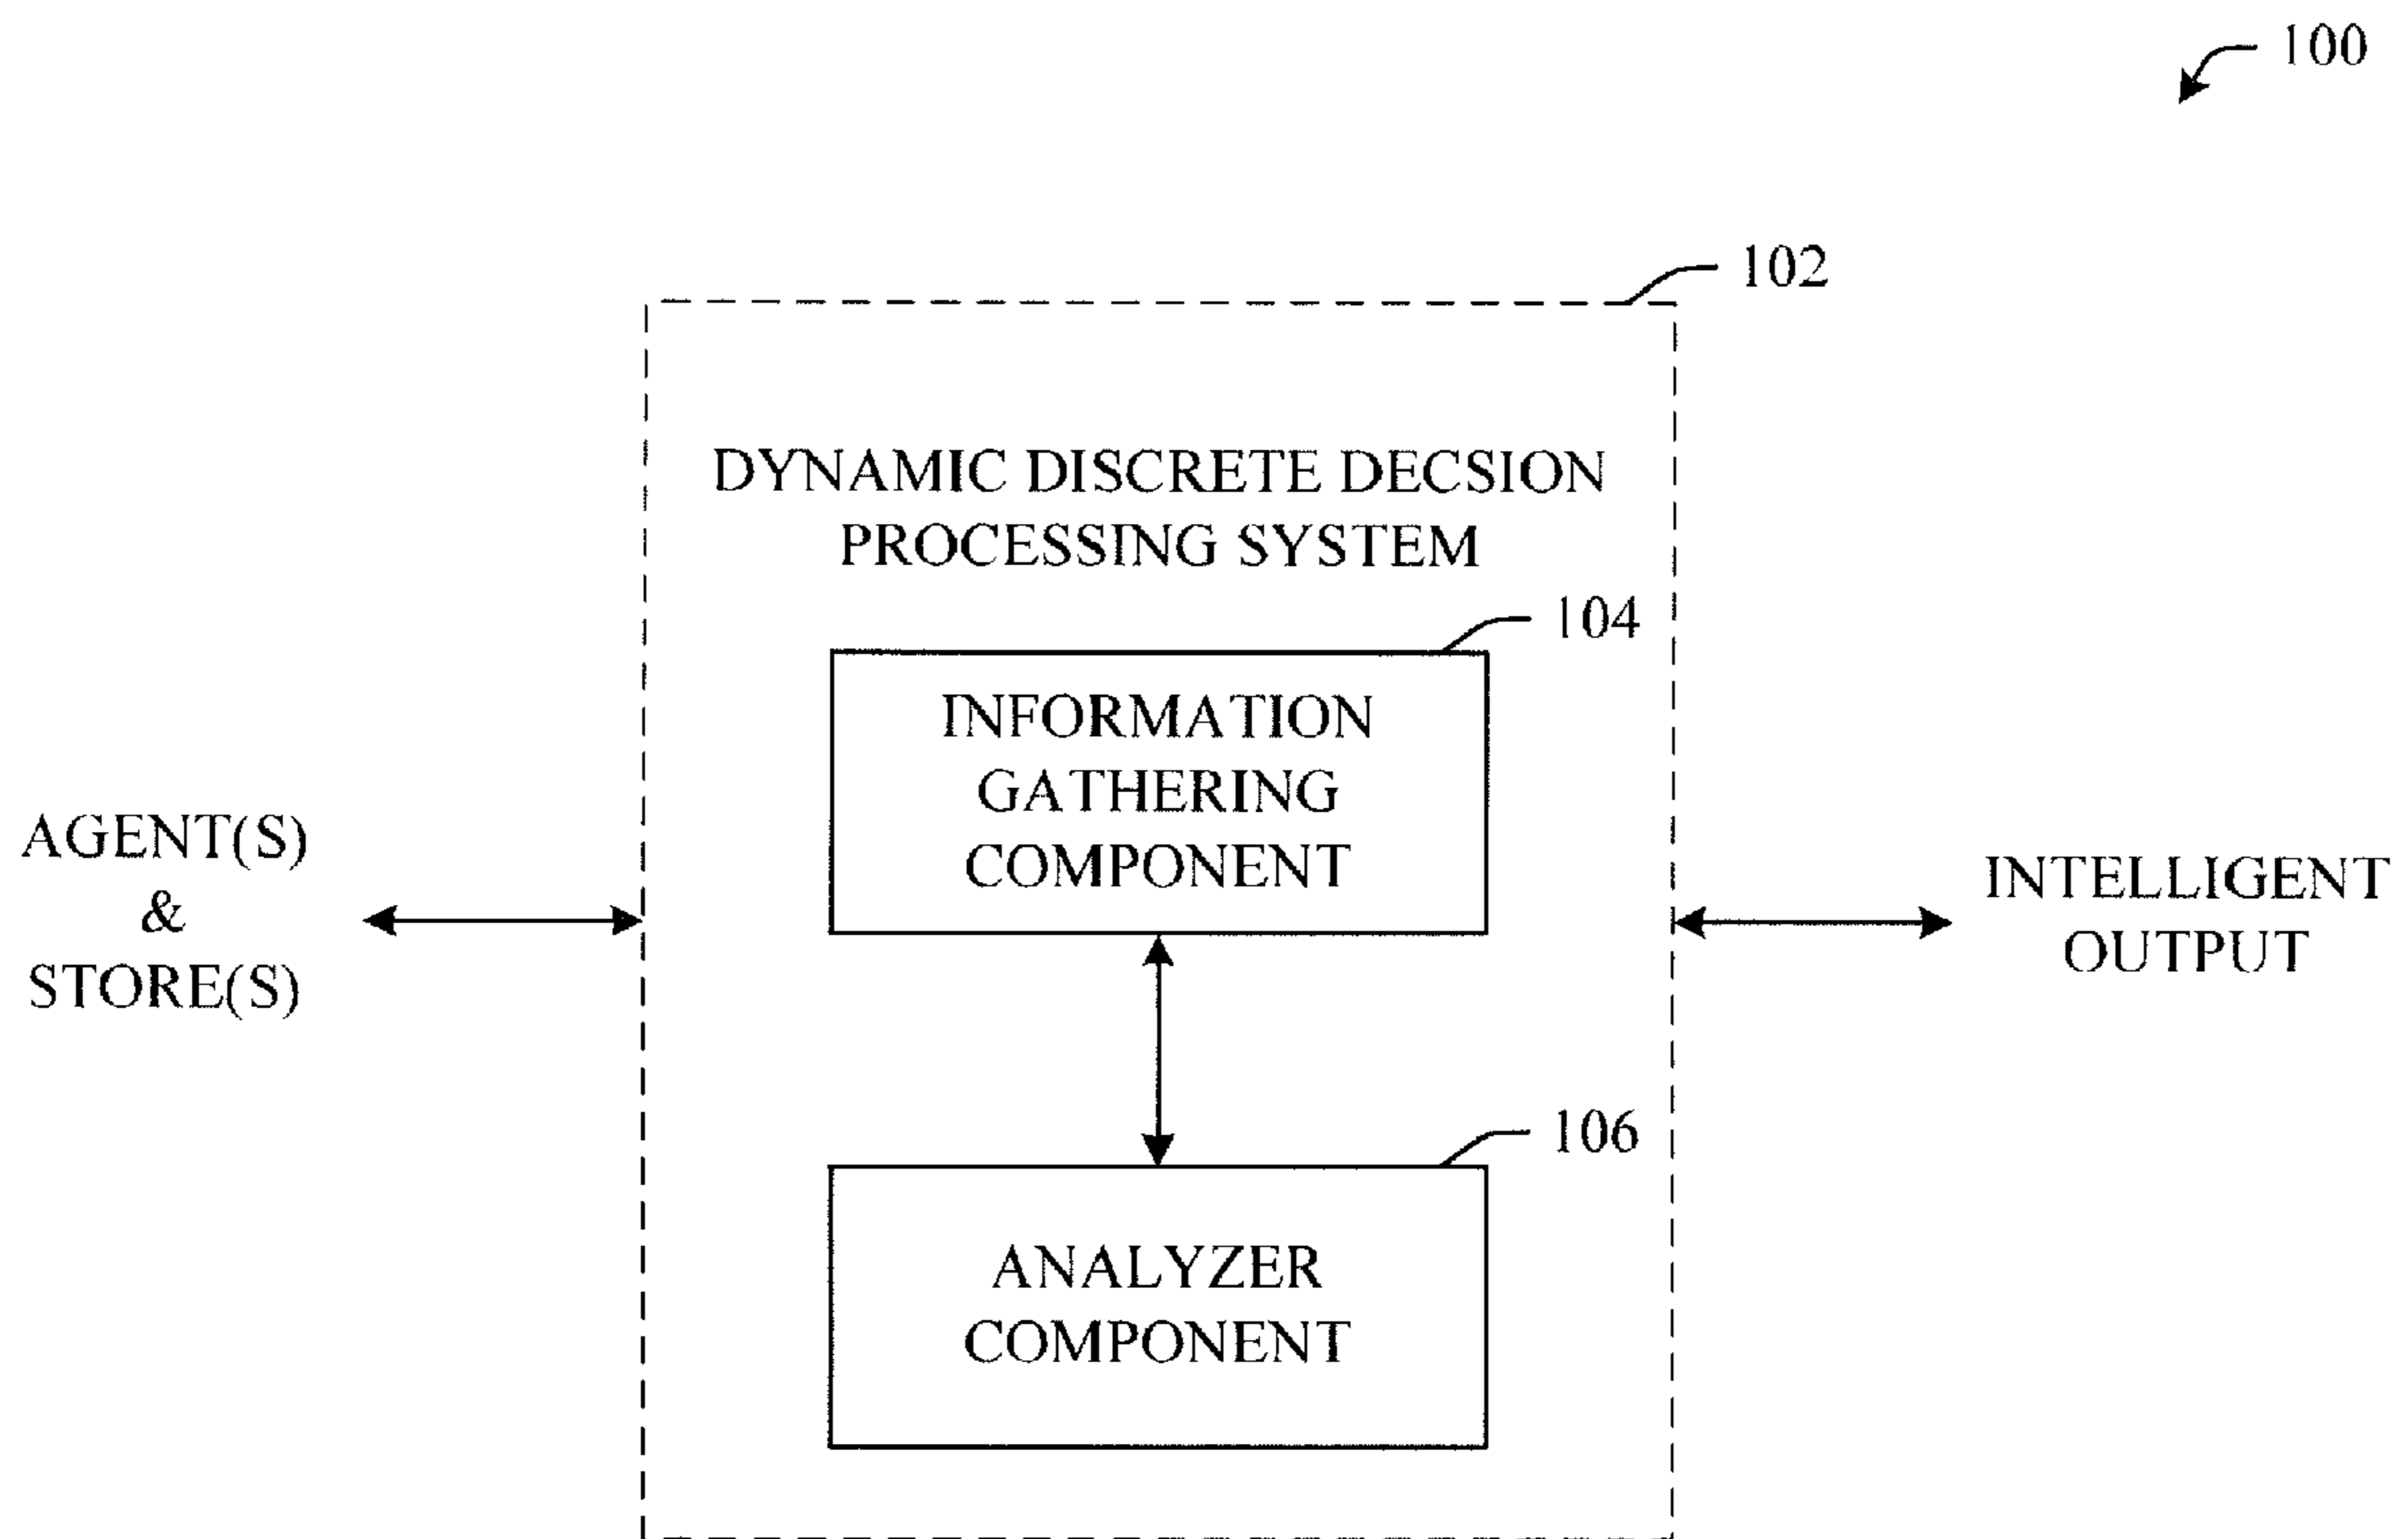 100
102
DYNAMIC DISCRETE DECSION
PROCESSING SYSTEM
104
INFORMATION
GATHERING
COMPONENT
AGENT(S)
&
STORE(S)
INTELLIGENT
OUTPUT
106
ANALYZER
COMPONENT